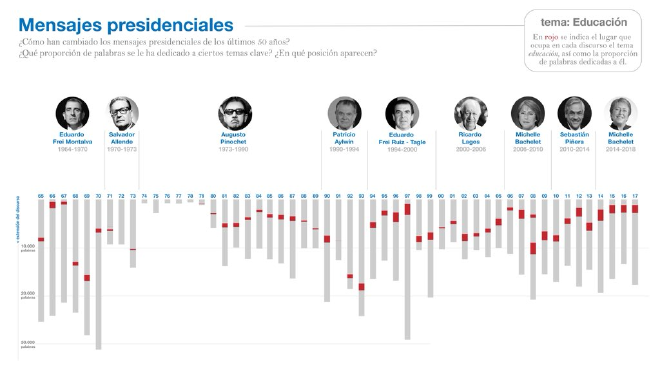 Mensajes presidenciales
¿Cómo han cambiado los mensajes presidenciales de los últimos 50 años?
¿Qué proporción de palabras se le ha dedicado a ciertos temas clave? ¿En qué posición aparecen?
tema: Educación
En rojo se indica el lugar que
ocupa en cada discurso el tema
educación, así como la proporción
de palabras dedicadas a él.
Eduardo
Frei Montalva
1964-1970
Salvador
Allende
1970-1973
Augusto
Pinochet
1973-1990
Patricio
Aylwin
1990-1994
Eduardo
Frei Ruiz - Tagle
1994-2000
Ricardo
Lagos
2000-2006
Michelle
Bachelet
2006-2010
Sebastián
Piñera
2010-2014
Michelle
Bachelet
2014-2018
65 66 67 68 69 70 71 72 73 74 75 76 77 78 79 80 81 82 83 84 85 86 87 88 89 90 91 92 93 94 95 96 97 98 99 00 01 02 03 04 05 06 07 08 09 10 11 12 13 14 15 16 17
+ extensión del discurso
10.000
palabras
20.000
palabras
30.000
palabras